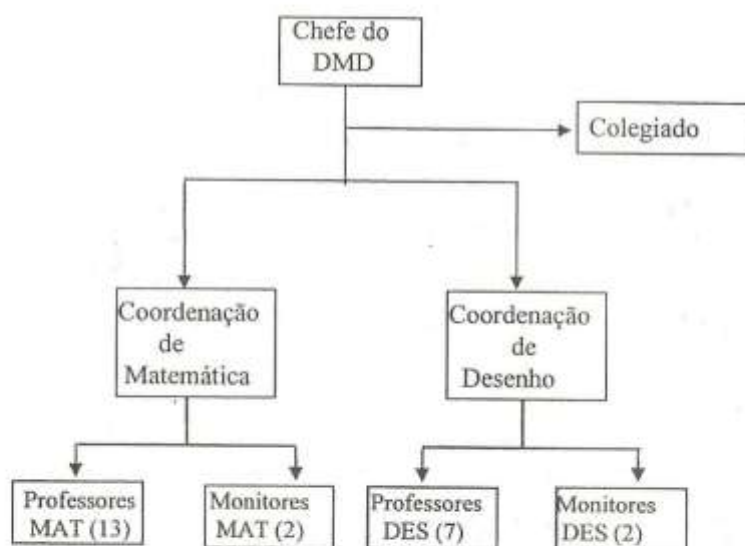 Chefe do
DMD
Colegiado
Coordenação
de
Matemática
Coordenação
de
Desenho
Professores
MAT (13)
Monitores
MAT (2)
Professores
DES (7)
Monitores
DES (2)